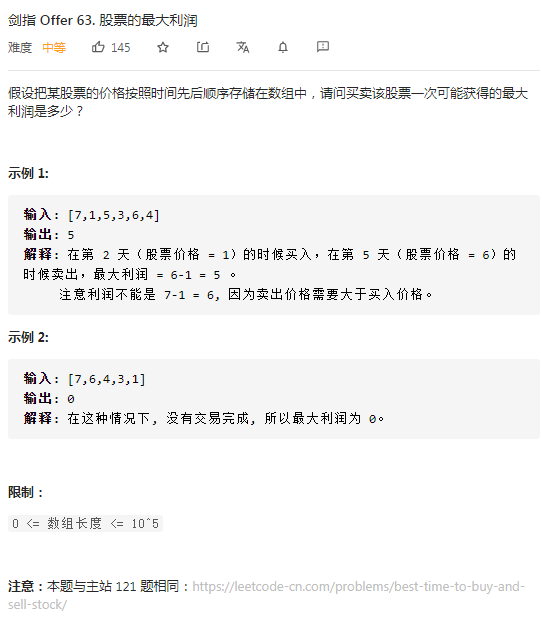 剑指 Offer 63. 股票的最大利润
难度 中等 145
假设把某股票的价格按照时间先后顺序存储在数组中，请问买卖该股票一次可能获得的最大
利润是多少？
示例 1:
输入: [7,1,5,3,6,4]
输出: 5
解释: 在第 2 天（股票价格 = 1）的时候买入，在第 5 天（股票价格 = 6）的
时候卖出，最大利润 = 6-1 = 5 。
注意利润不能是 7-1 = 6, 因为卖出价格需要大于买入价格。
示例 2:
输入: [7,6,4,3,1]
输出: 0
解释: 在这种情况下, 没有交易完成, 所以最大利润为 0。
限制：
0 <= 数组长度 <= 10^5
注意：本题与主站 121 题相同：https://leetcode-cn.com/problems/best-time-to-buy-and-
sell-stock/